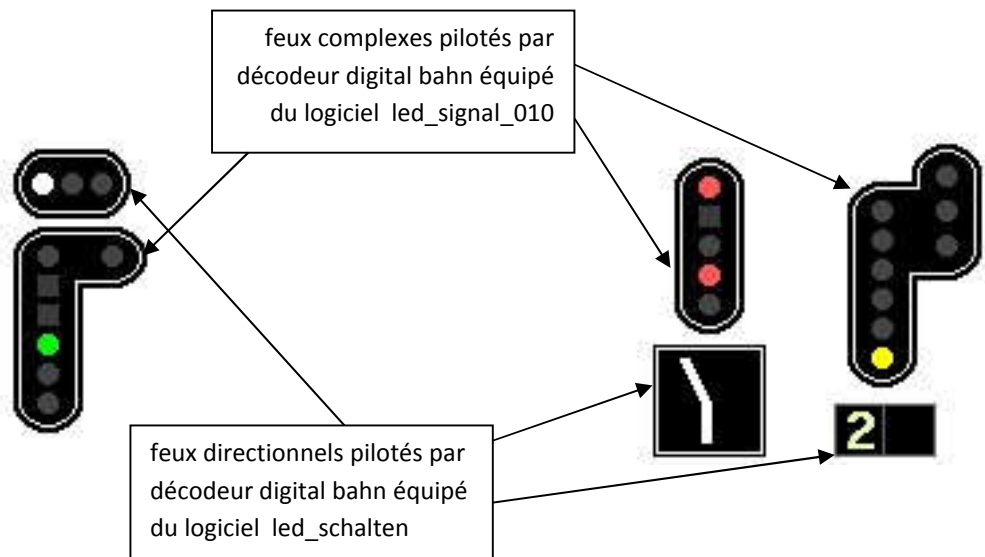 feux complexes pilotés par
décodeur digital bahn équipé
du logiciel led_signal_010
2
feux directionnels pilotés par
décodeur digital bahn équipé
du logiciel led_schalten